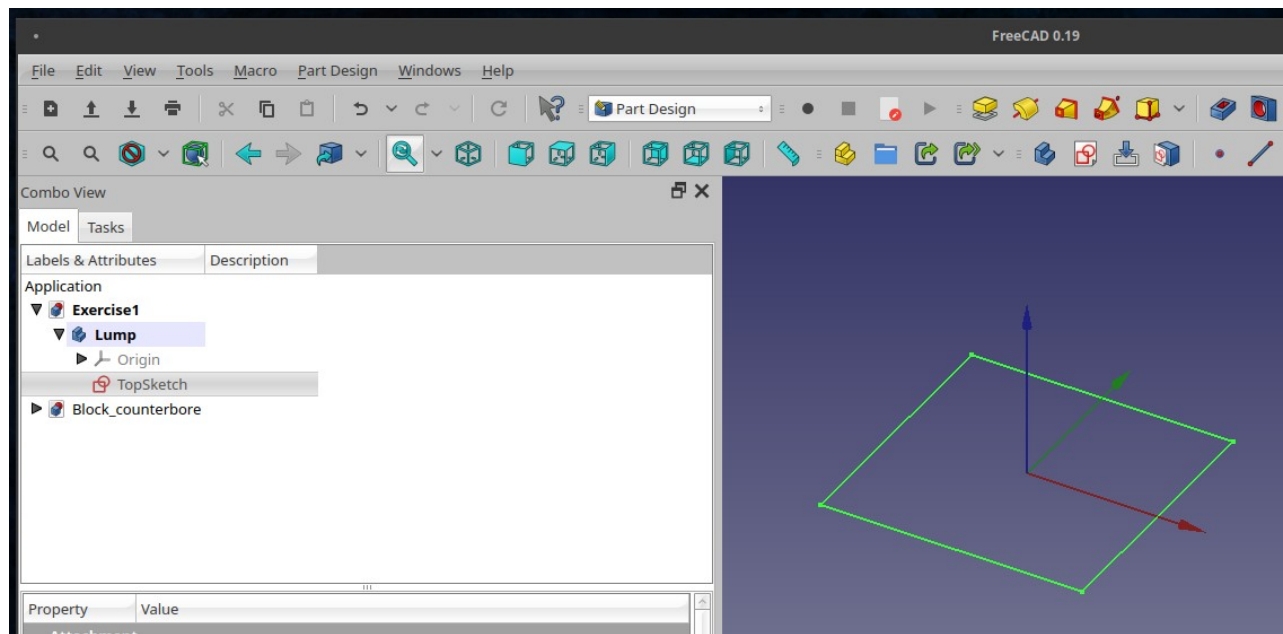 FreeCAD 0.19
File Edit View Tools Macro Part Design Windows Help
Part Design
Combo View
Model Tasks
Labels & Attributes Description
Application
Exercise1
Lump
Origin
TopSketch
Block_counterbore
Property Value